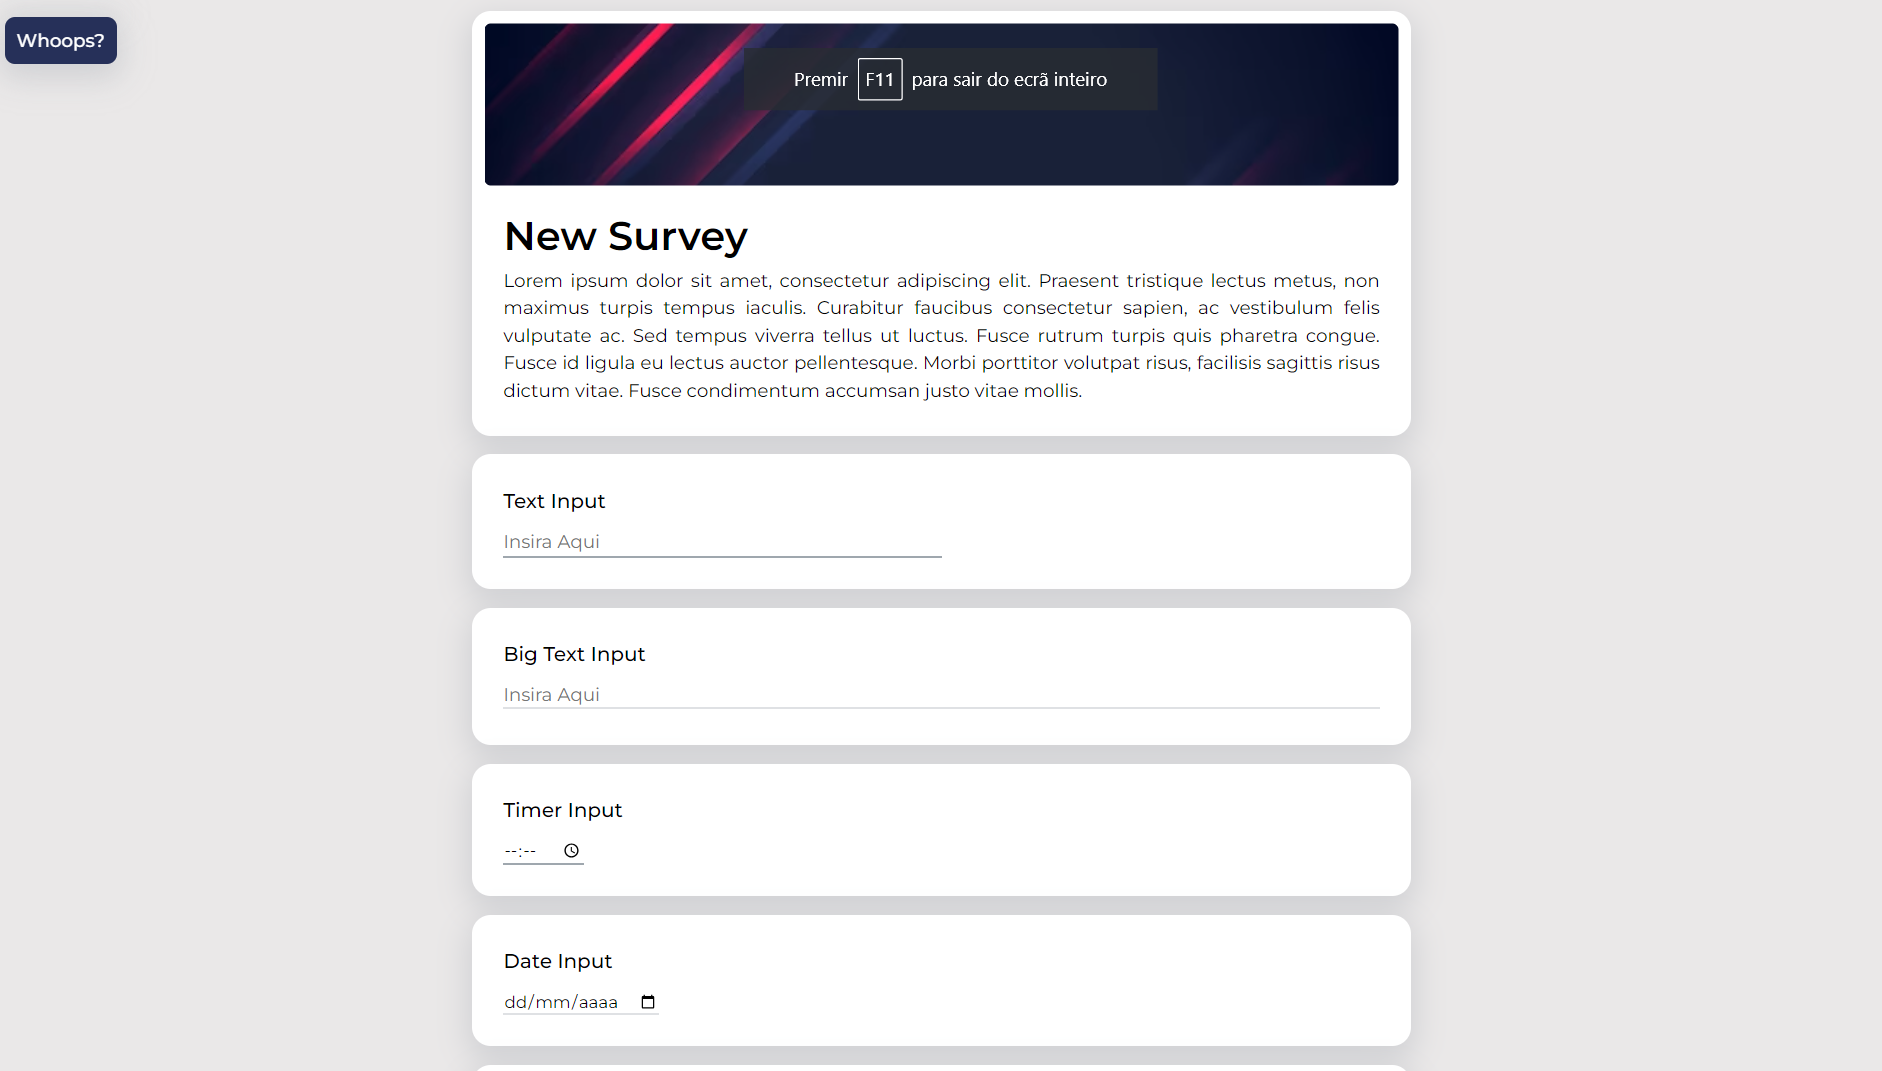 Whoops?
Premir F11 para sair do ecrã inteiro
New Survey
Lorem ipsum dolor sit amet, consectetur adipiscing elit. Praesent tristique lectus metus, non
maximus turpis tempus iaculis. Curabitur faucibus consectetur sapien, ac vestibulum felis
vulputate ac. Sed tempus viverra tellus ut luctus. Fusce rutrum turpis quis pharetra congue.
Fusce id ligula eu lectus auctor pellentesque. Morbi porttitor volutpat risus, facilisis sagittis risus
dictum vitae. Fusce condimentum accumsan justo vitae mollis.
Text Input
Insira Aqui
Big Text Input
Insira Aqui
Timer Input
--:--
Date Input
dd/mm/aaaa